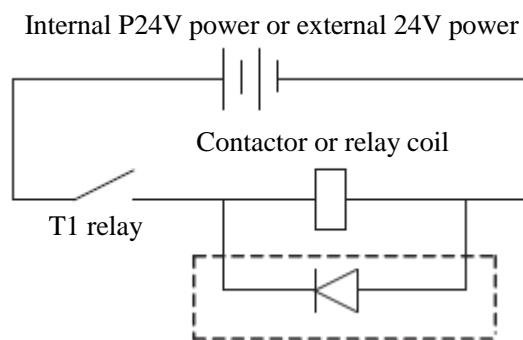 Internal P24V power or external 24V power
Contactor or relay coil
T1 relay